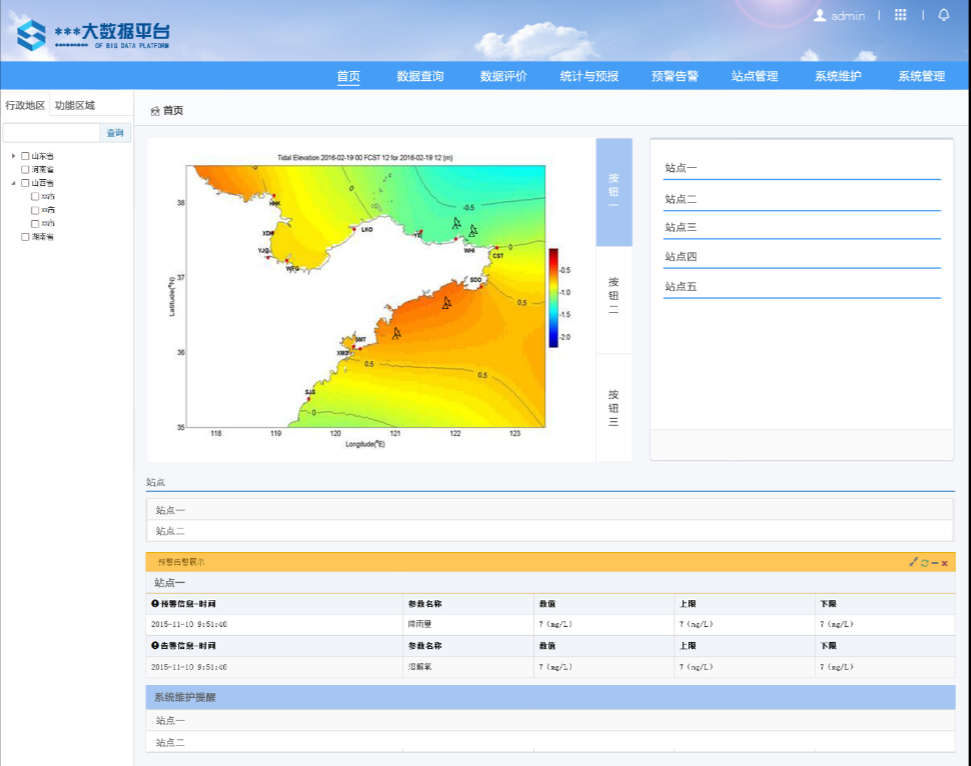 ***大数据平台
OF BIG DATA PLATFORM
admin
首页 数据查询 数据评价 统计与预报 预警告警 站点管理 系统维护 系统管理
行政地区 功能区域
查询
山东省
河南省
山西省
xx市
xx市
xx市
湖南省
首页
Tidal Elevation 2016-02-19 00 FCST 12 for 2016-02-19 12 (m)
Latitude(°N)
38
37
36
35
118 119 120 121 122 123
Longitude(°E)
0
-0.5
HHK
LKO
WHI
0
CST
YJG
WFG
SDO
0.5
SMT
XMD
0.5
0.5
SJS
0
-0.5
-1.0
-1.5
-2.0
按钮一
按钮二
按钮三
站点一
站点二
站点三
站点四
站点五
站点
站点一
站点二
预警告警展示
站点一
预警信息-时间 参数名称 数值 上限 下限
2015-11-10 9:51:40 降雨量 7 (mg/L) 7 (mg/L) 7 (mg/L)
告警信息-时间 参数名称 数值 上限 下限
2015-11-10 9:51:40 溶解氧 7 (mg/L) 7 (mg/L) 7 (mg/L)
系统维护提醒
站点一
站点二